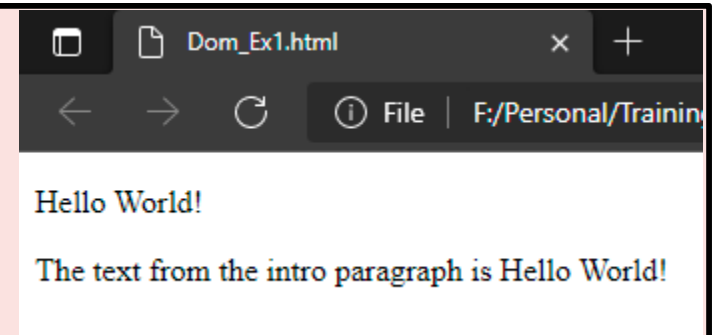 Dom_Ex1.html
File F:/Personal/Trainin
Hello World!
The text from the intro paragraph is Hello World!